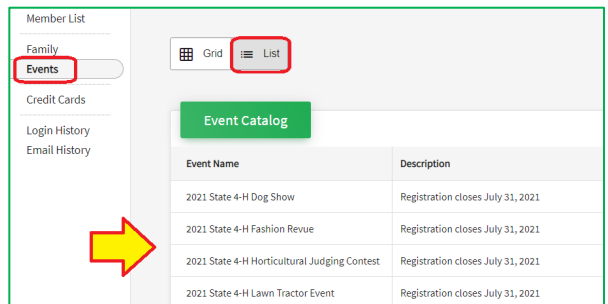 Member List
Family
Events
Credit Cards
Login History
Email History
Grid List
Event Catalog
Event Name Description
2021 State 4-H Dog Show Registration closes July 31, 2021
2021 State 4-H Fashion Revue Registration closes July 31, 2021
2021 State 4-H Horticultural Judging Contest Registration closes July 31, 2021
2021 State 4-H Lawn Tractor Event Registration closes July 31, 2021